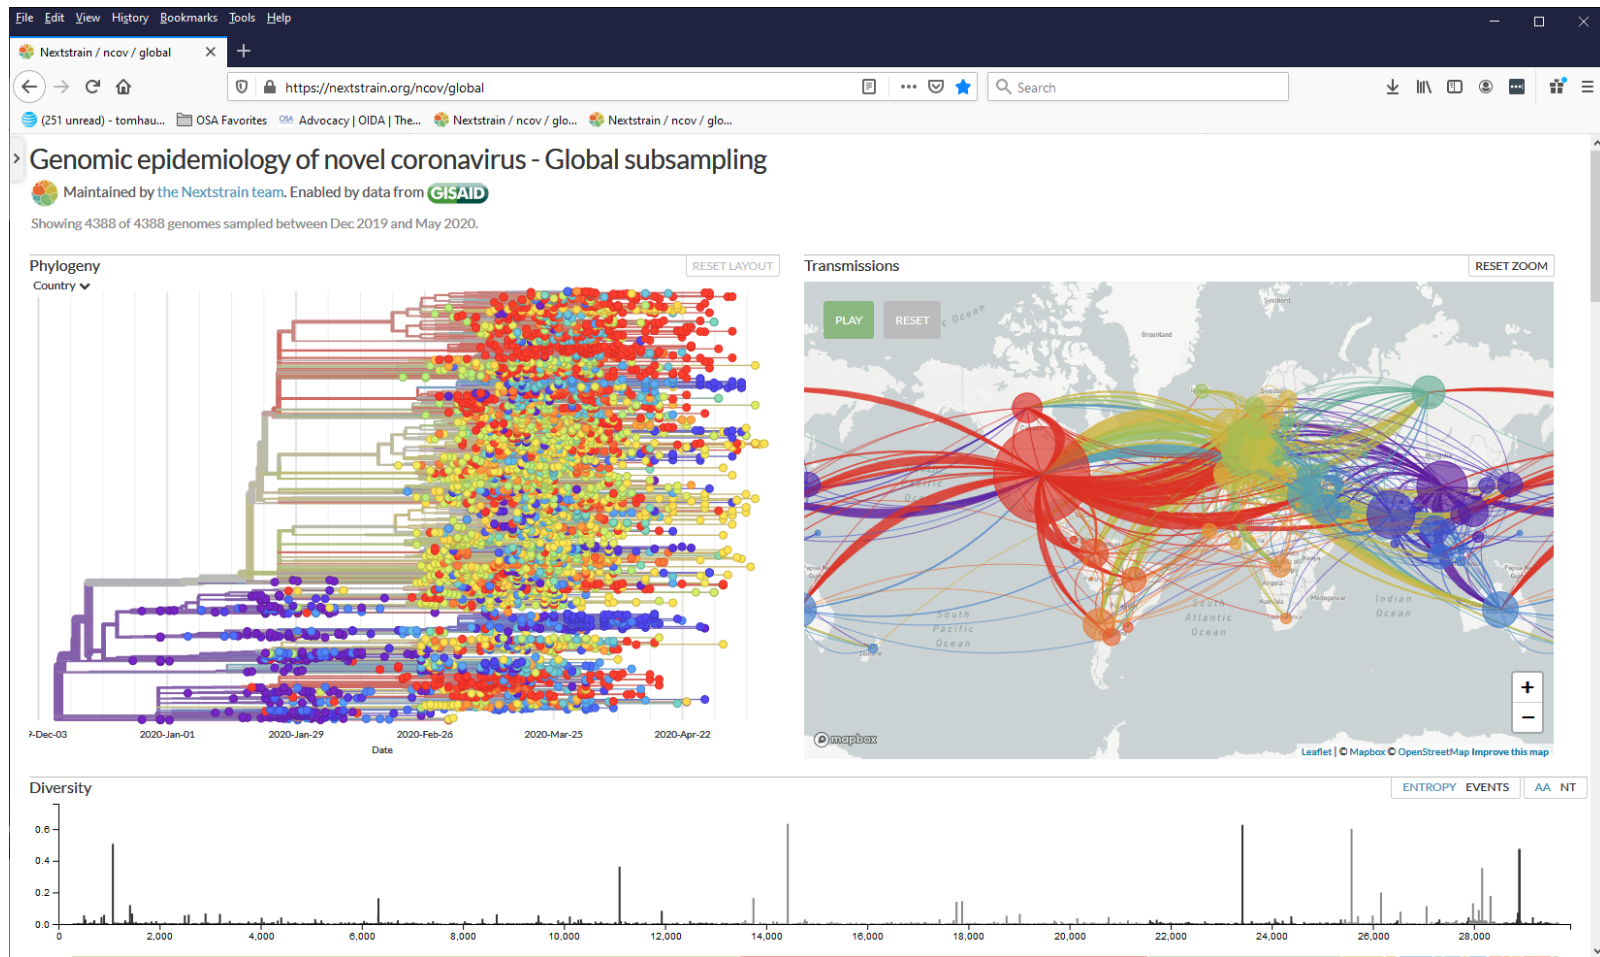 File Edit View History Bookmarks Tools Help
Nextstrain / ncov / global
https://nextstrain.org/ncov/global
Search
(251 unread) - tomhau... OSA Favorites OSA Advocacy | OIDA | The... Nextstrain / ncov / glo... Nextstrain / ncov / glo...
Genomic epidemiology of novel coronavirus - Global subsampling
Maintained by the Nextstrain team. Enabled by data from GISAID
Showing 4388 of 4388 genomes sampled between Dec 2019 and May 2020.
Phylogeny
RESET LAYOUT
Country
-Dec-03 2020-Jan-01 2020-Jan-29 2020-Feb-26 2020-Mar-25 2020-Apr-22
Date
Transmissions
RESET ZOOM
PLAY RESET
c Ocean
Svalbard
Greenland
Pacific
South
Pacific
Ocean
South
Atlantic
Ocean
Angola
Madagascar
Indian
Ocean
+
−
mapbox
Leaflet | © Mapbox © OpenStreetMap Improve this map
Diversity
ENTROPY EVENTS
AA NT
0.6
0.4
0.2
0.0
0 2,000 4,000 6,000 8,000 10,000 12,000 14,000 16,000 18,000 20,000 22,000 24,000 26,000 28,000